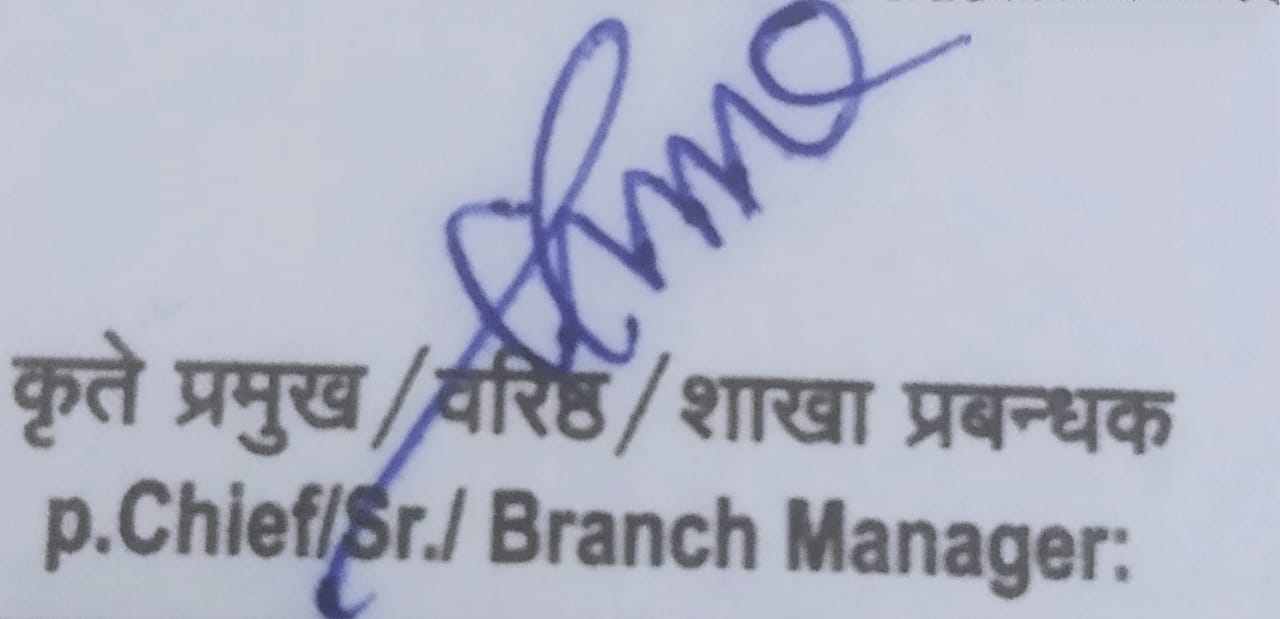 कृते प्रमुख/वरिष्ठ/शाखा प्रबन्धक
p.Chief/Sr./ Branch Manager: